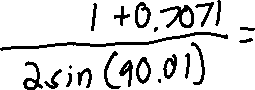 1+0.7071 / 2sin(90.01) =